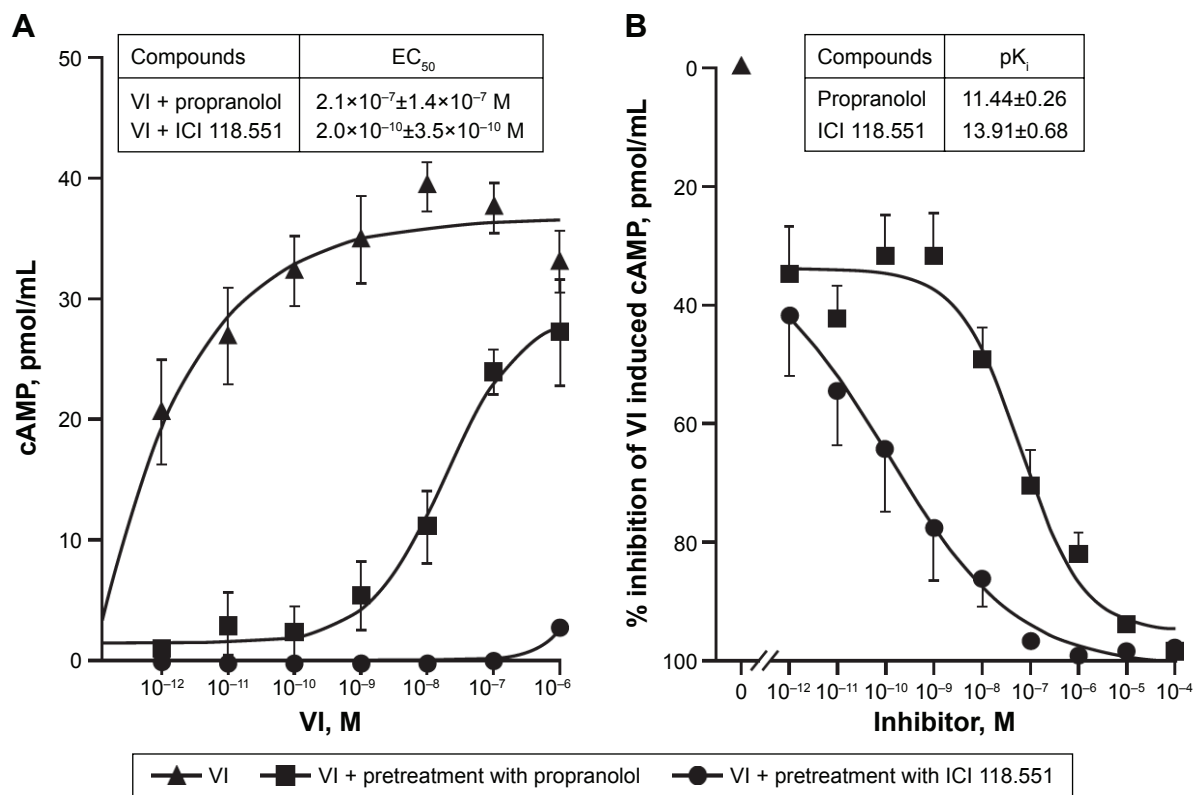 A
Compounds EC50
VI + propranolol 2.1×10⁻⁷±1.4×10⁻⁷ M
VI + ICI 118.551 2.0×10⁻¹⁰±3.5×10⁻¹⁰ M
50
40
30
20
10
0
cAMP, pmol/mL
10⁻¹² 10⁻¹¹ 10⁻¹⁰ 10⁻⁹ 10⁻⁸ 10⁻⁷ 10⁻⁶
VI, M
B
Compounds pKi
Propranolol 11.44±0.26
ICI 118.551 13.91±0.68
0
20
40
60
80
100
% inhibition of VI induced cAMP, pmol/mL
0 10⁻¹² 10⁻¹¹ 10⁻¹⁰ 10⁻⁹ 10⁻⁸ 10⁻⁷ 10⁻⁶ 10⁻⁵ 10⁻⁴
Inhibitor, M
VI VI + pretreatment with propranolol VI + pretreatment with ICI 118.551